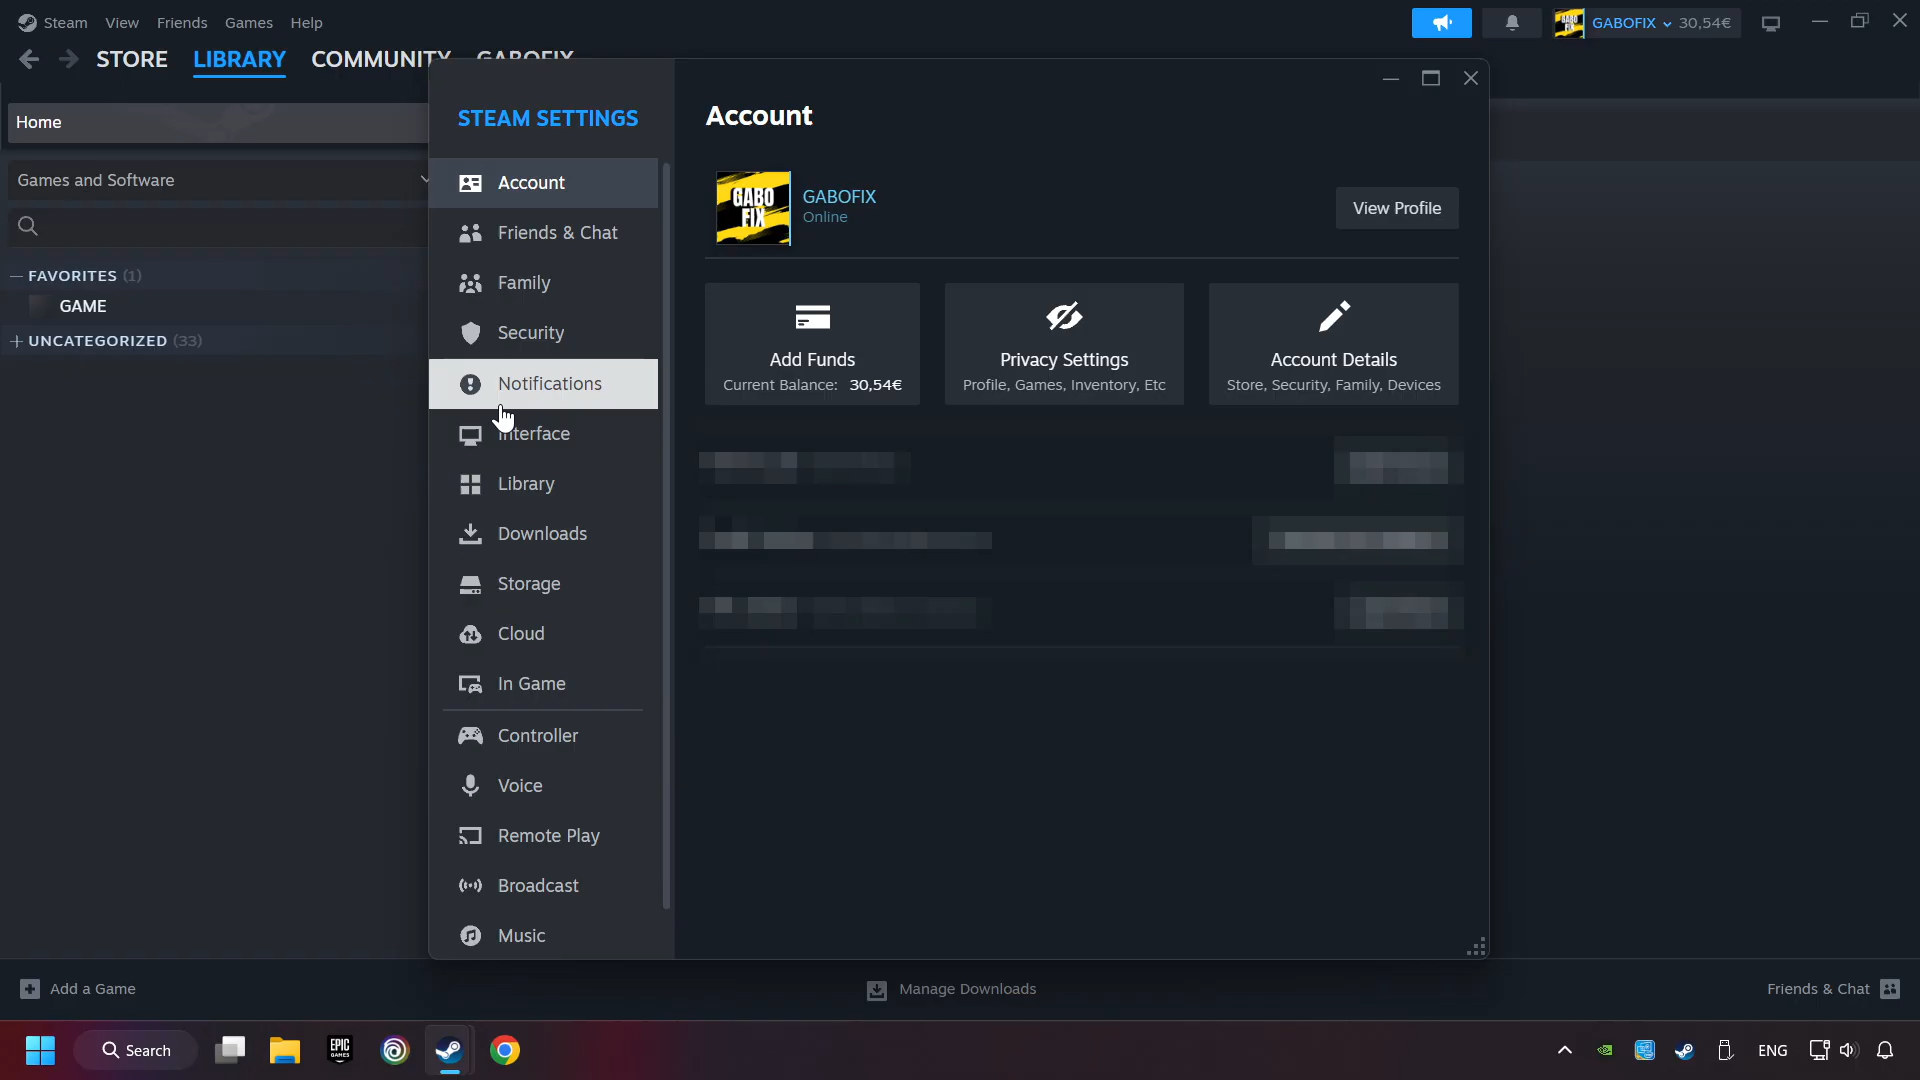 Steam View Friends Games Help
GABOFIX 30,54€
STORE LIBRARY COMMUNITY GABOFIX
Home
Games and Software
FAVORITES (1)
GAME
UNCATEGORIZED (33)
STEAM SETTINGS
Account
Friends & Chat
Family
Security
Notifications
Interface
Library
Downloads
Storage
Cloud
In Game
Controller
Voice
Remote Play
Broadcast
Music
Account
GABO
FIX
GABOFIX
Online
View Profile
Add Funds
Current Balance: 30,54€
Privacy Settings
Profile, Games, Inventory, Etc
Account Details
Store, Security, Family, Devices
Add a Game
Manage Downloads
Friends & Chat
Search
EPIC
GAMES
ENG